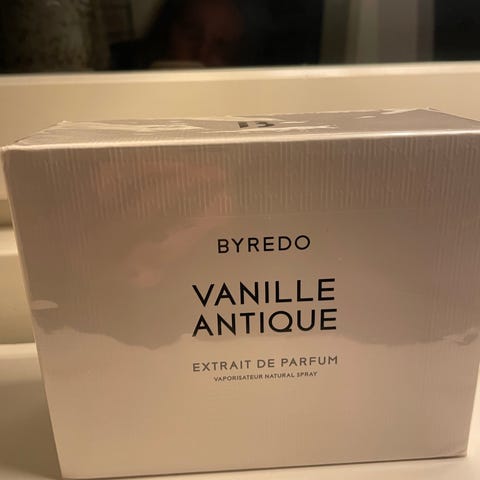 BYREDO
VANILLE
ANTIQUE
EXTRAIT DE PARFUM
VAPORISATEUR NATURAL SPRAY